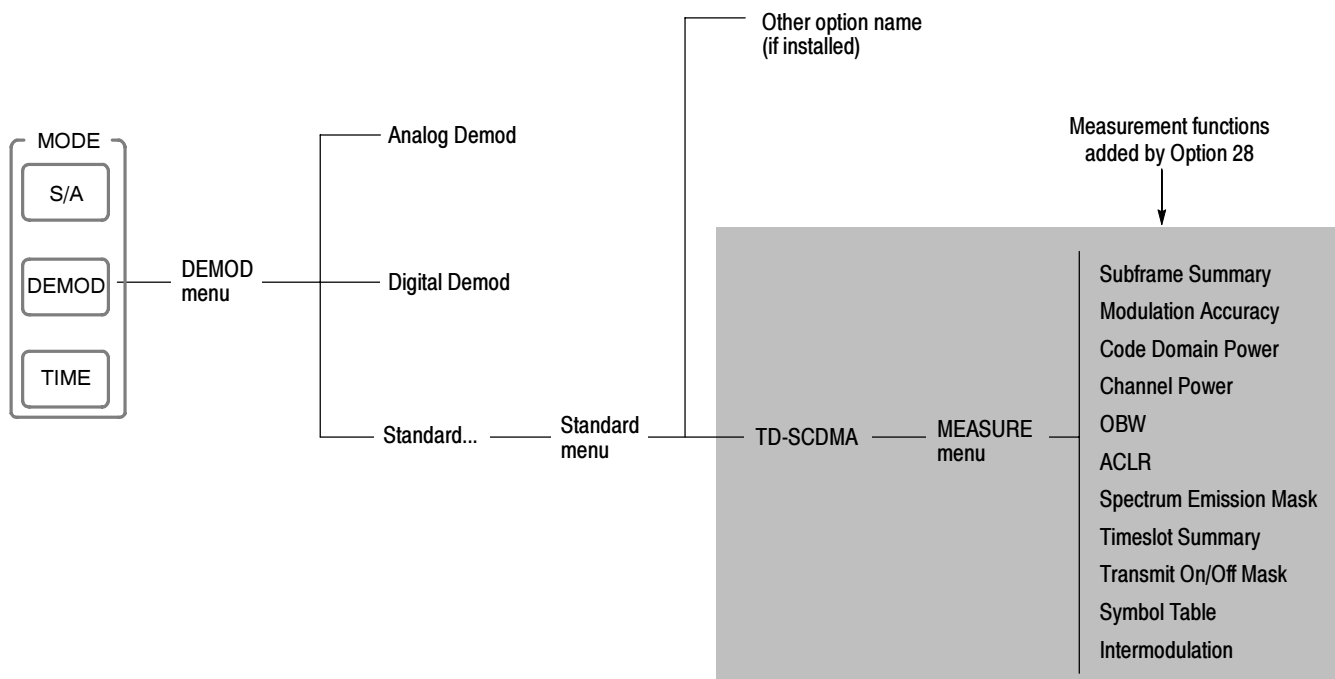 Other option name
(if installed)
Measurement functions
added by Option 28
MODE
S/A
DEMOD
TIME
DEMOD
menu
Analog Demod
Digital Demod
Standard...
Standard
menu
TD-SCDMA
MEASURE
menu
Subframe Summary
Modulation Accuracy
Code Domain Power
Channel Power
OBW
ACLR
Spectrum Emission Mask
Timeslot Summary
Transmit On/Off Mask
Symbol Table
Intermodulation